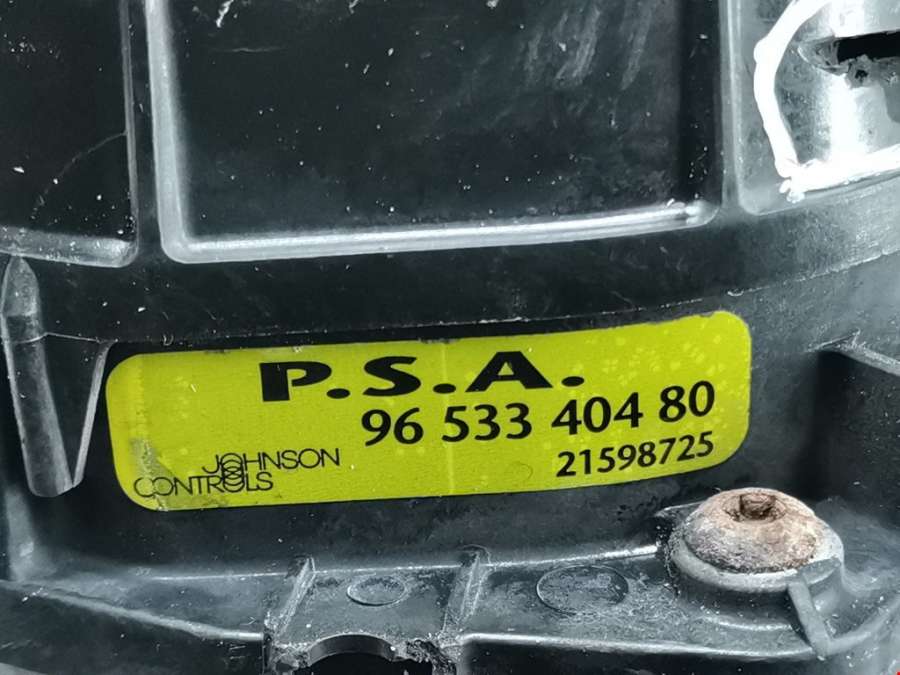 P.S.A.
96 533 404 80
21598725
JOHNSON
CONTROLS